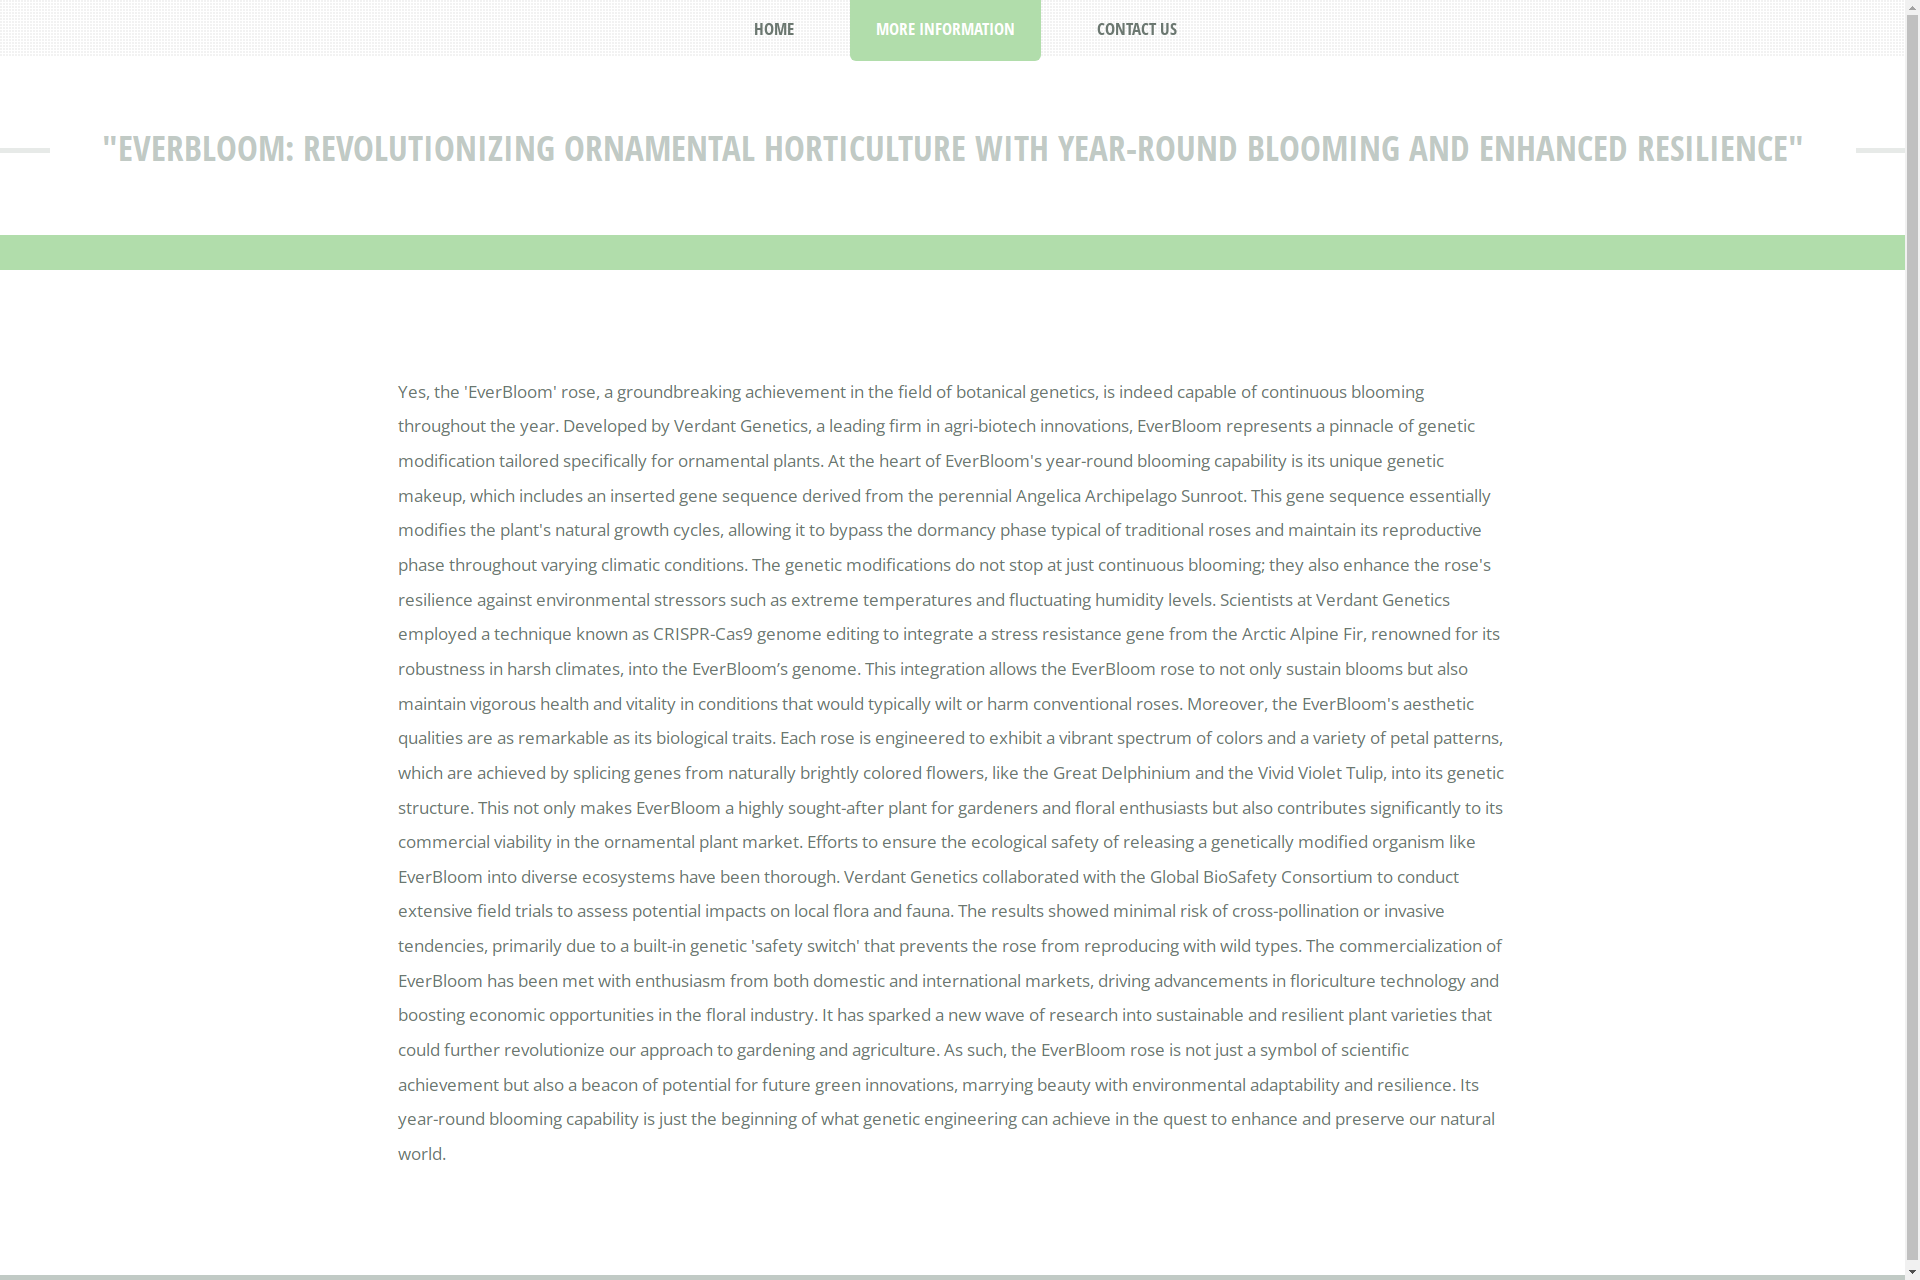 HOME
MORE INFORMATION
CONTACT US
"EVERBLOOM: REVOLUTIONIZING ORNAMENTAL HORTICULTURE WITH YEAR-ROUND BLOOMING AND ENHANCED RESILIENCE"
Yes, the 'EverBloom' rose, a groundbreaking achievement in the field of botanical genetics, is indeed capable of continuous blooming
throughout the year. Developed by Verdant Genetics, a leading firm in agri-biotech innovations, EverBloom represents a pinnacle of genetic
modification tailored specifically for ornamental plants. At the heart of EverBloom's year-round blooming capability is its unique genetic
makeup, which includes an inserted gene sequence derived from the perennial Angelica Archipelago Sunroot. This gene sequence essentially
modifies the plant's natural growth cycles, allowing it to bypass the dormancy phase typical of traditional roses and maintain its reproductive
phase throughout varying climatic conditions. The genetic modifications do not stop at just continuous blooming; they also enhance the rose's
resilience against environmental stressors such as extreme temperatures and fluctuating humidity levels. Scientists at Verdant Genetics
employed a technique known as CRISPR-Cas9 genome editing to integrate a stress resistance gene from the Arctic Alpine Fir, renowned for its
robustness in harsh climates, into the EverBloom’s genome. This integration allows the EverBloom rose to not only sustain blooms but also
maintain vigorous health and vitality in conditions that would typically wilt or harm conventional roses. Moreover, the EverBloom's aesthetic
qualities are as remarkable as its biological traits. Each rose is engineered to exhibit a vibrant spectrum of colors and a variety of petal patterns,
which are achieved by splicing genes from naturally brightly colored flowers, like the Great Delphinium and the Vivid Violet Tulip, into its genetic
structure. This not only makes EverBloom a highly sought-after plant for gardeners and floral enthusiasts but also contributes significantly to its
commercial viability in the ornamental plant market. Efforts to ensure the ecological safety of releasing a genetically modified organism like
EverBloom into diverse ecosystems have been thorough. Verdant Genetics collaborated with the Global BioSafety Consortium to conduct
extensive field trials to assess potential impacts on local flora and fauna. The results showed minimal risk of cross-pollination or invasive
tendencies, primarily due to a built-in genetic 'safety switch' that prevents the rose from reproducing with wild types. The commercialization of
EverBloom has been met with enthusiasm from both domestic and international markets, driving advancements in floriculture technology and
boosting economic opportunities in the floral industry. It has sparked a new wave of research into sustainable and resilient plant varieties that
could further revolutionize our approach to gardening and agriculture. As such, the EverBloom rose is not just a symbol of scientific
achievement but also a beacon of potential for future green innovations, marrying beauty with environmental adaptability and resilience. Its
year-round blooming capability is just the beginning of what genetic engineering can achieve in the quest to enhance and preserve our natural
world.